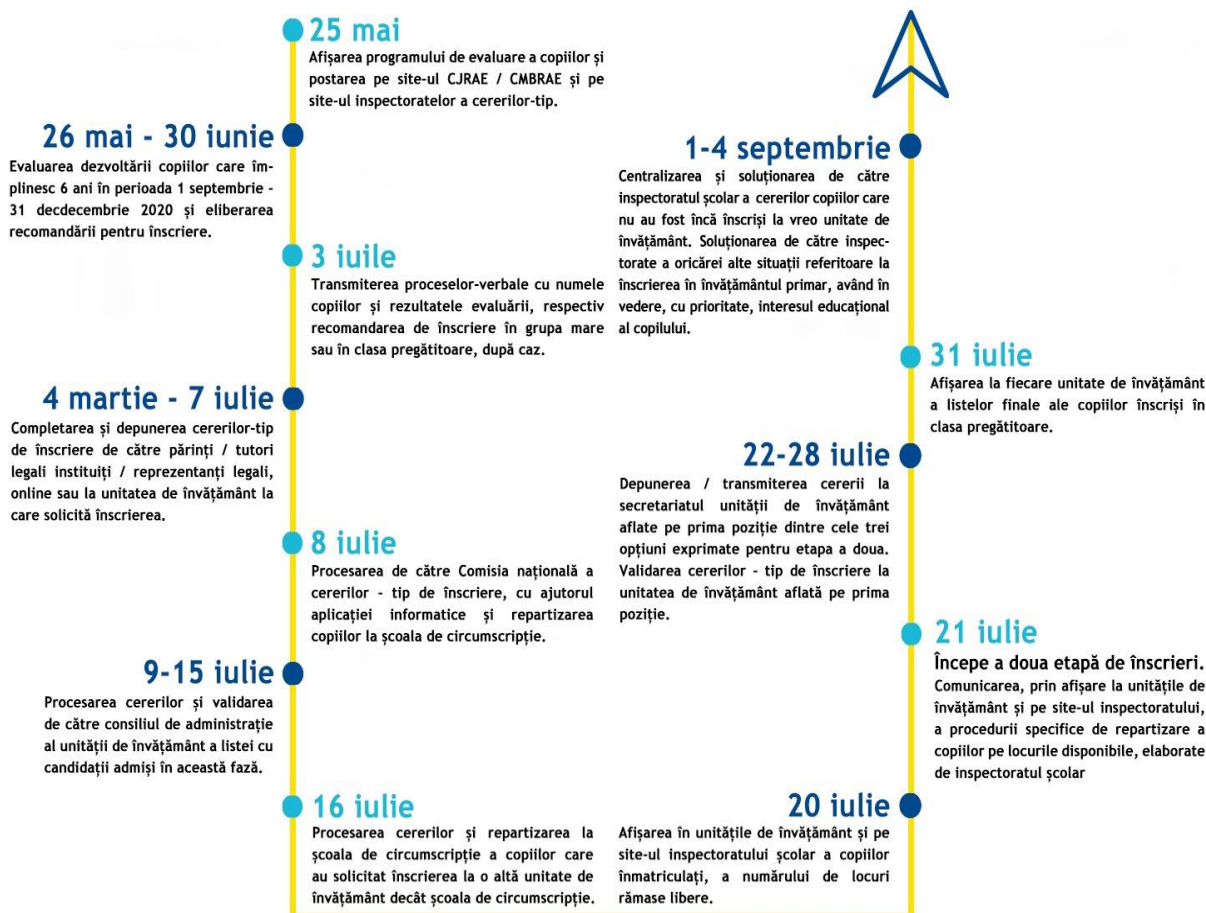 25 mai
Afișarea programului de evaluare a copiilor și
postarea pe site-ul CJRAE / CMBRAE și pe
site-ul inspectoratelor a cererilor-tip.
26 mai - 30 iunie
Evaluarea dezvoltării copiilor care îm-
plinesc 6 ani în perioada 1 septembrie -
31 decdecembrie 2020 și eliberarea
recomandării pentru înscriere.
3 iuile
Transmiterea proceselor-verbale cu numele
copiilor și rezultatele evaluării, respectiv
recomandarea de înscriere în grupa mare
sau în clasa pregătitoare, după caz.
4 martie - 7 iulie
Completarea și depunerea cererilor-tip
de înscriere de către părinți / tutori
legali instituiți / reprezentanți legali,
online sau la unitatea de învățământ la
care solicită înscrierea.
8 iulie
Procesarea de către Comisia națională a
cererilor - tip de înscriere, cu ajutorul
aplicației informatice și repartizarea
copiilor la școala de circumscripție.
9-15 iulie
Procesarea cererilor și validarea
de către consiliul de administrație
al unității de învățământ a listei cu
candidații admiși în această fază.
16 iulie
Procesarea cererilor și repartizarea la
școala de circumscripție a copiilor care
au solicitat înscrierea la o altă unitate de
învățământ decât școala de circumscripție.
20 iulie
Afișarea în unitățile de învățământ și pe
site-ul inspectoratului școlar a copiilor
înmatriculați, a numărului de locuri
rămase libere.
21 iulie
Începe a doua etapă de înscrieri.
Comunicarea, prin afișare la unitățile de
învățământ și pe site-ul inspectoratului,
a procedurii specifice de repartizare a
copiilor pe locurile disponibile, elaborate
de inspectoratul școlar
22-28 iulie
Depunerea / transmiterea cererii la
secretariatul unității de învățământ
aflate pe prima poziție dintre cele trei
opțiuni exprimate pentru etapa a doua.
Validarea cererilor - tip de înscriere la
unitatea de învățământ aflată pe prima
poziție.
31 iulie
Afișarea la fiecare unitate de învățământ
a listelor finale ale copiilor înscriși în
clasa pregătitoare.
1-4 septembrie
Centralizarea și soluționarea de către
inspectoratul școlar a cererilor copiilor care
nu au fost încă înscriși la vreo unitate de
învățământ. Soluționarea de către inspec-
torate a oricărei alte situații referitoare la
înscrierea în învățământul primar, având în
vedere, cu prioritate, interesul educațional
al copilului.